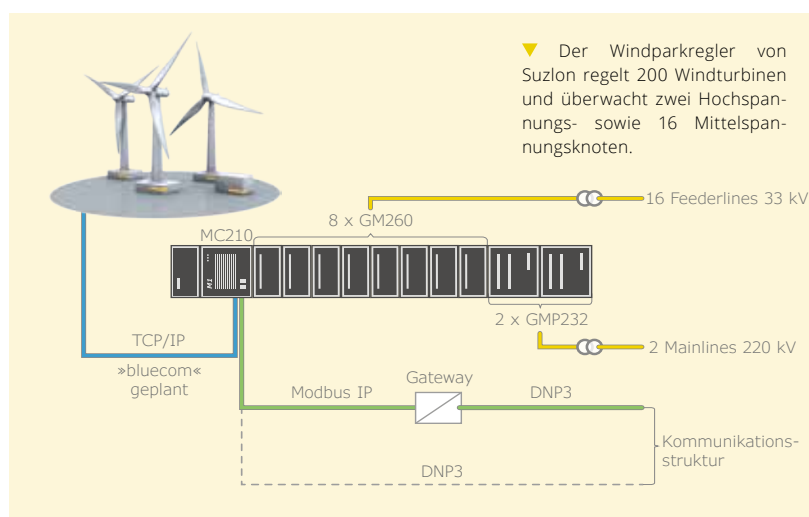 ▼ Der Windparkregler von
Suzlon regelt 200 Windturbinen
und überwacht zwei Hochspan-
nungs- sowie 16 Mittelspan-
nungsknoten.
16 Feederlines 33 kV
8 x GM260
MC210
M1
2 x GMP232
TCP/IP
2 Mainlines 220 kV
»bluecom«
geplant
Modbus IP
Gateway
DNP3
Kommunikations-
struktur
DNP3